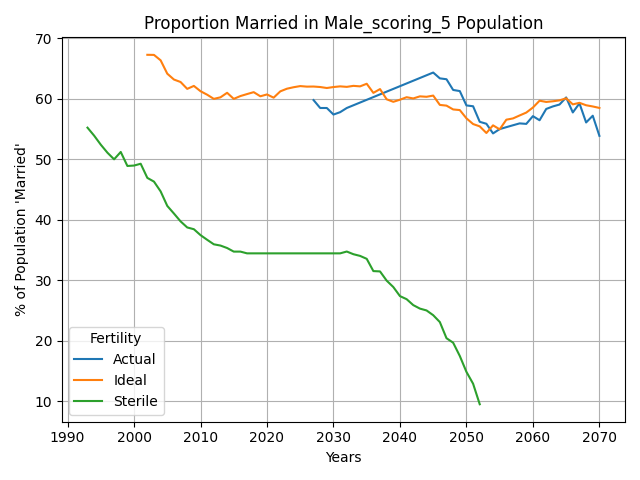 Proportion Married in Male_scoring_5 Population
% of Population 'Married'
70
60
50
40
30
20
10
Fertility
Actual
Ideal
Sterile
1990 2000 2010 2020 2030 2040 2050 2060 2070
Years